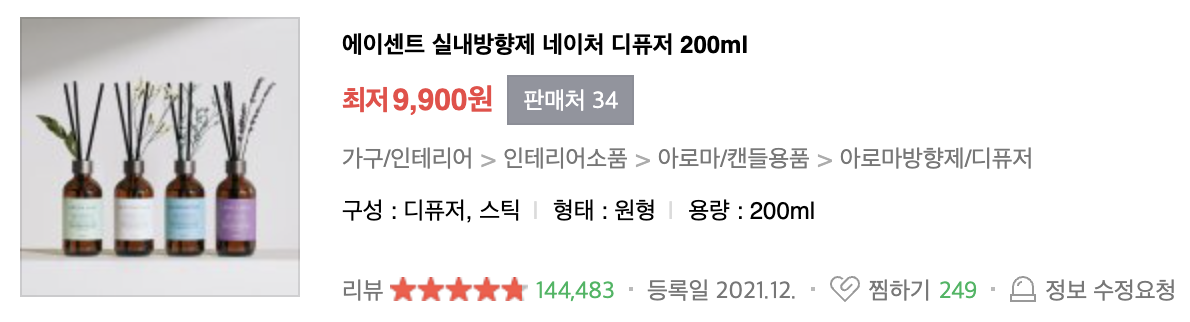 에이센트 실내방향제 네이처 디퓨저 200ml
최저 9,900원 판매처 34
가구/인테리어 > 인테리어소품 > 아로마/캔들용품 > 아로마방향제/디퓨저
구성 : 디퓨저, 스틱 | 형태 : 원형 | 용량 : 200ml
리뷰 ★★★★★ 144,483 · 등록일 2021.12. · 찜하기 249 · 정보 수정요청